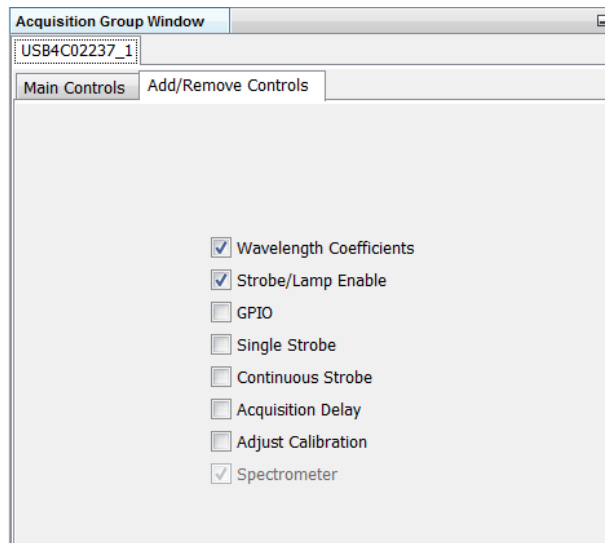 Acquisition Group Window
USB4C02237_1
Main Controls Add/Remove Controls
Wavelength Coefficients
Strobe/Lamp Enable
GPIO
Single Strobe
Continuous Strobe
Acquisition Delay
Adjust Calibration
Spectrometer